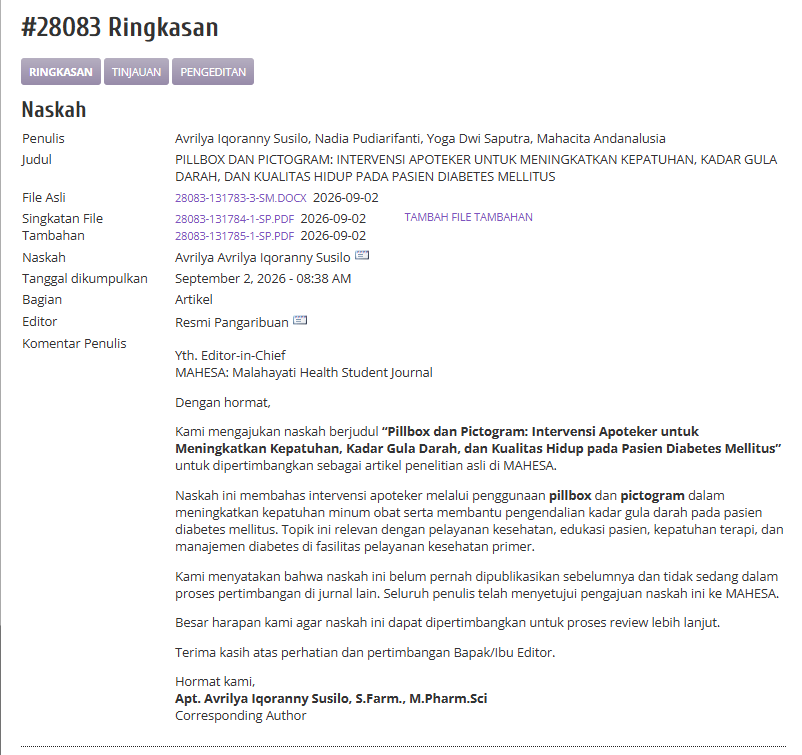 #28083 Ringkasan
RINGKASAN TINJAUAN PENGEDITAN
Naskah
Penulis Avrilya Iqoranny Susilo, Nadia Pudiarifanti, Yoga Dwi Saputra, Mahacita Andanalusia
Judul PILLBOX DAN PICTOGRAM: INTERVENSI APOTEKER UNTUK MENINGKATKAN KEPATUHAN, KADAR GULA
DARAH, DAN KUALITAS HIDUP PADA PASIEN DIABETES MELLITUS
File Asli 28083-131783-3-SM.DOCX 2026-09-02
Singkatan File 28083-131784-1-SP.PDF 2026-09-02 TAMBAH FILE TAMBAHAN
Tambahan 28083-131785-1-SP.PDF 2026-09-02
Naskah Avrilya Avrilya Iqoranny Susilo
Tanggal dikumpulkan September 2, 2026 - 08:38 AM
Bagian Artikel
Editor Resmi Pangaribuan
Komentar Penulis
Yth. Editor-in-Chief
MAHESA: Malahayati Health Student Journal
Dengan hormat,
Kami mengajukan naskah berjudul “Pillbox dan Pictogram: Intervensi Apoteker untuk
Meningkatkan Kepatuhan, Kadar Gula Darah, dan Kualitas Hidup pada Pasien Diabetes Mellitus”
untuk dipertimbangkan sebagai artikel penelitian asli di MAHESA.
Naskah ini membahas intervensi apoteker melalui penggunaan pillbox dan pictogram dalam
meningkatkan kepatuhan minum obat serta membantu pengendalian kadar gula darah pada pasien
diabetes mellitus. Topik ini relevan dengan pelayanan kesehatan, edukasi pasien, kepatuhan terapi, dan
manajemen diabetes di fasilitas pelayanan kesehatan primer.
Kami menyatakan bahwa naskah ini belum pernah dipublikasikan sebelumnya dan tidak sedang dalam
proses pertimbangan di jurnal lain. Seluruh penulis telah menyetujui pengajuan naskah ini ke MAHESA.
Besar harapan kami agar naskah ini dapat dipertimbangkan untuk proses review lebih lanjut.
Terima kasih atas perhatian dan pertimbangan Bapak/Ibu Editor.
Hormat kami,
Apt. Avrilya Iqoranny Susilo, S.Farm., M.Pharm.Sci
Corresponding Author